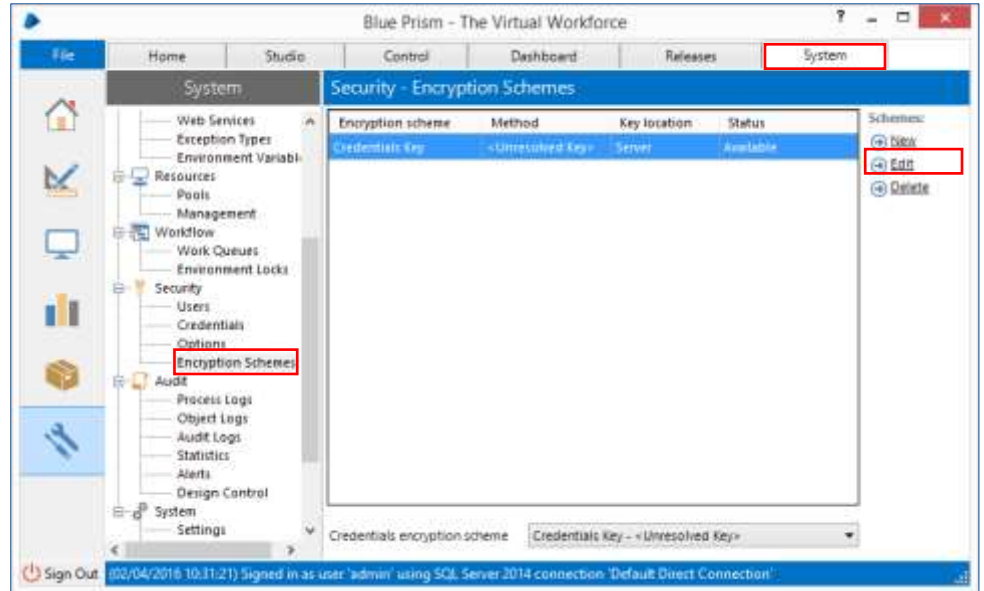 Blue Prism - The Virtual Workforce
?
File
Home
Studio
Control
Dashboard
Releases
System
System
Security - Encryption Schemes
Web Services
Exception Types
Environment Variabl
Resources
Pools
Management
Workflow
Work Queues
Environment Locks
Security
Users
Credentials
Options
Encryption Schemes
Audit
Process Logs
Object Logs
Audit Logs
Statistics
Alerts
Design Control
System
Settings
Encryption scheme Method Key location Status
Credentials Key <Unresolved Key> Server Available
Schemes:
New
Edit
Delete
Credentials encryption scheme Credentials Key - <Unresolved Key>
Sign Out
(02/04/2016 10:31:21) Signed in as user 'admin' using SQL Server 2014 connection 'Default Direct Connection'